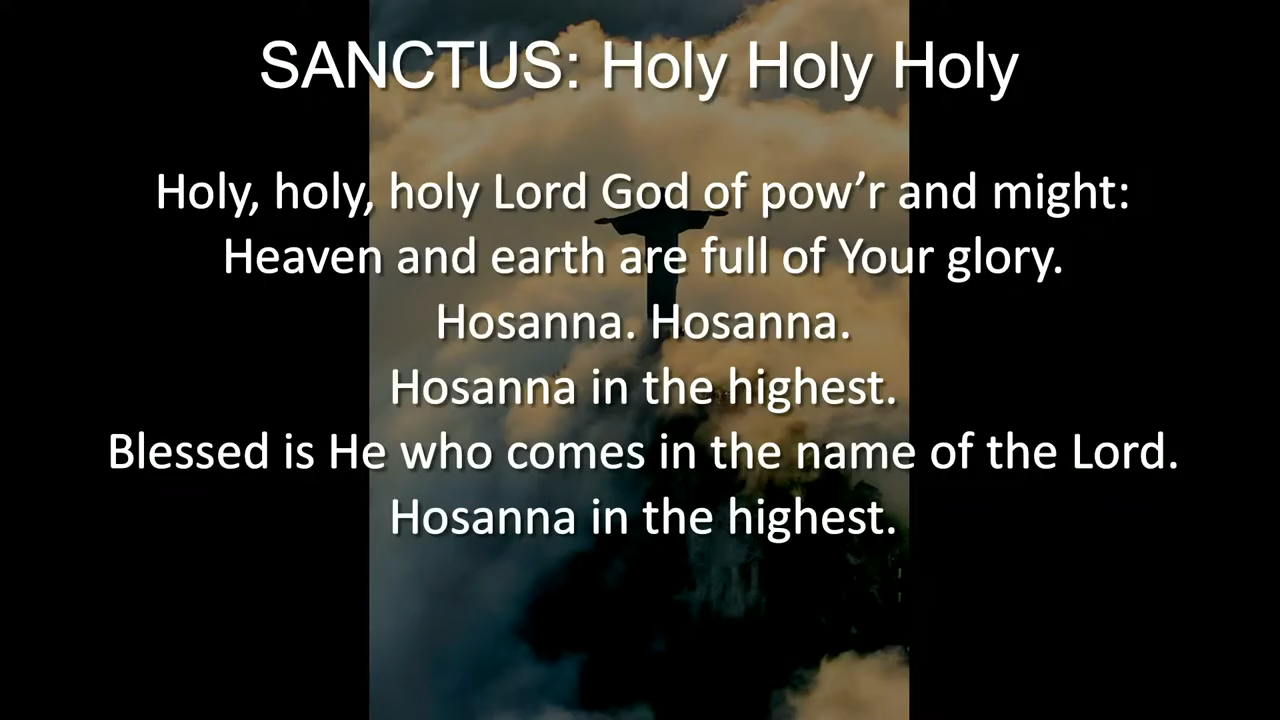 SANCTUS: Holy Holy Holy
Holy, holy, holy Lord God of pow’r and might:
Heaven and earth are full of Your glory.
Hosanna. Hosanna.
Hosanna in the highest.
Blessed is He who comes in the name of the Lord.
Hosanna in the highest.